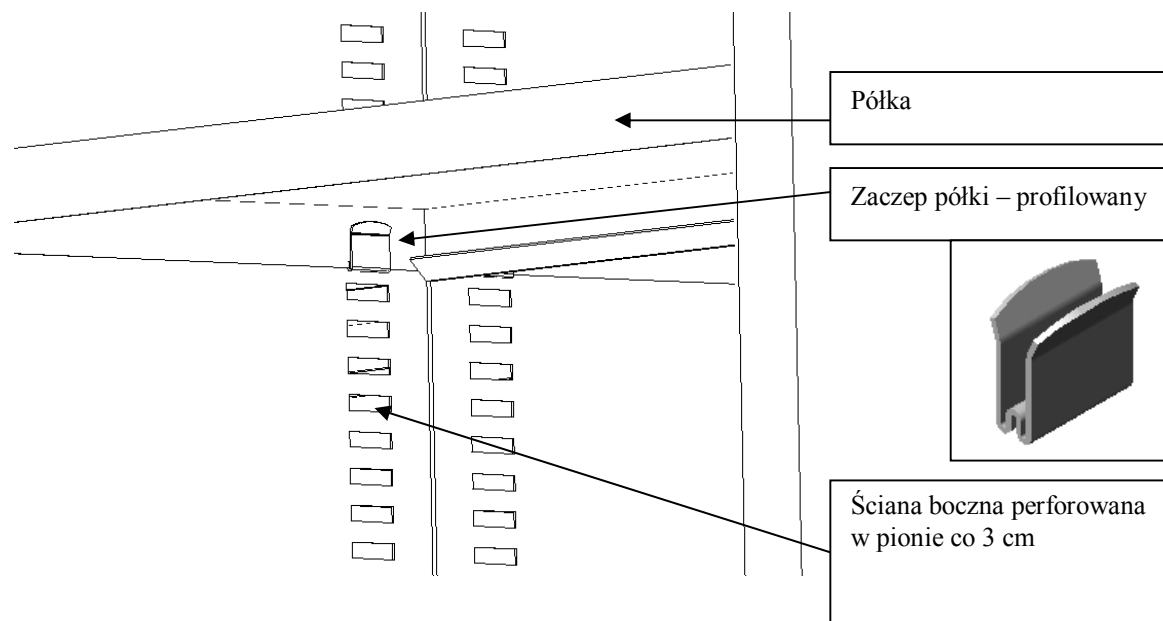 Półka
Zaczep półki – profilowany
Ściana boczna perforowana
w pionie co 3 cm